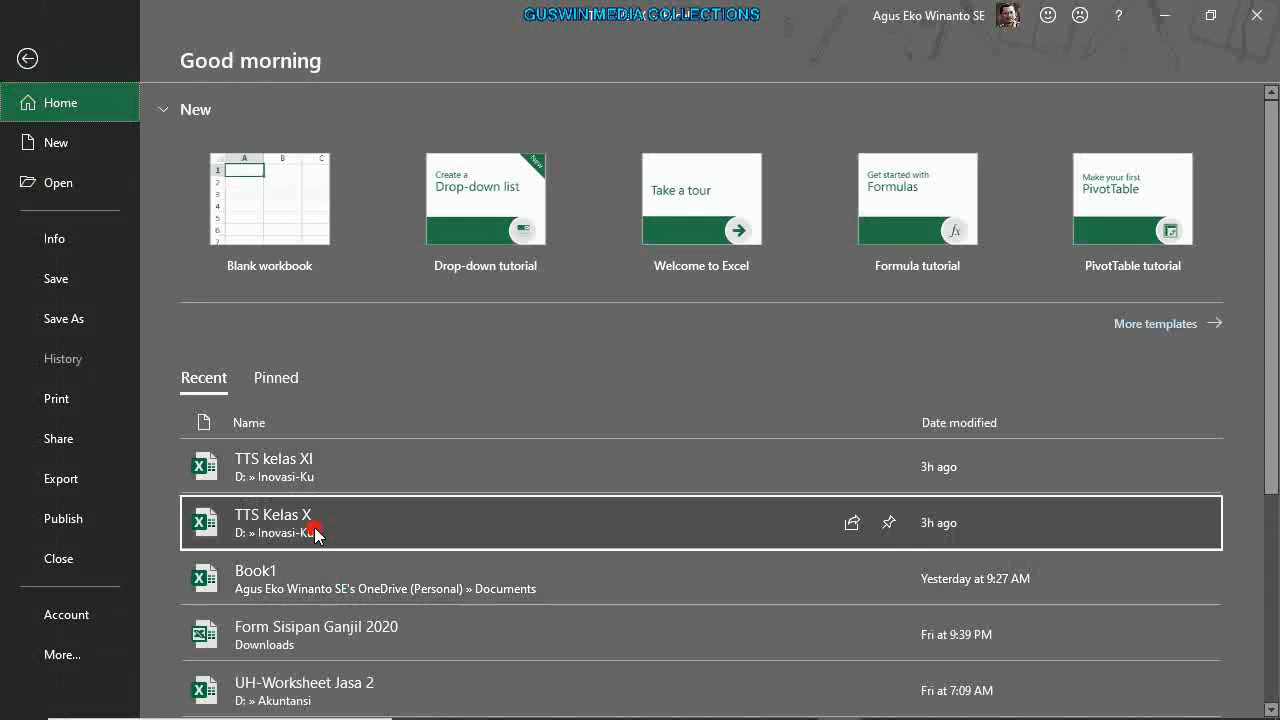 GUSWIN MEDIA COLLECTIONS
Agus Eko Winanto SE
?
Good morning
Home
New
Open
Info
Save
Save As
History
Print
Share
Export
Publish
Close
Account
More...
New
A B C
1
2
3
4
5
6
7
Blank workbook
New
Create a
Drop-down list
Drop-down tutorial
Take a tour
Welcome to Excel
Get started with
Formulas
fx
Formula tutorial
Make your first
PivotTable
PivotTable tutorial
More templates
Recent Pinned
Name Date modified
TTS kelas XI
D: » Inovasi-Ku
3h ago
TTS Kelas X
D: » Inovasi-Ku
3h ago
Book1
Agus Eko Winanto SE's OneDrive (Personal) » Documents
Yesterday at 9:27 AM
Form Sisipan Ganjil 2020
Downloads
Fri at 9:39 PM
UH-Worksheet Jasa 2
D: » Akuntansi
Fri at 7:09 AM